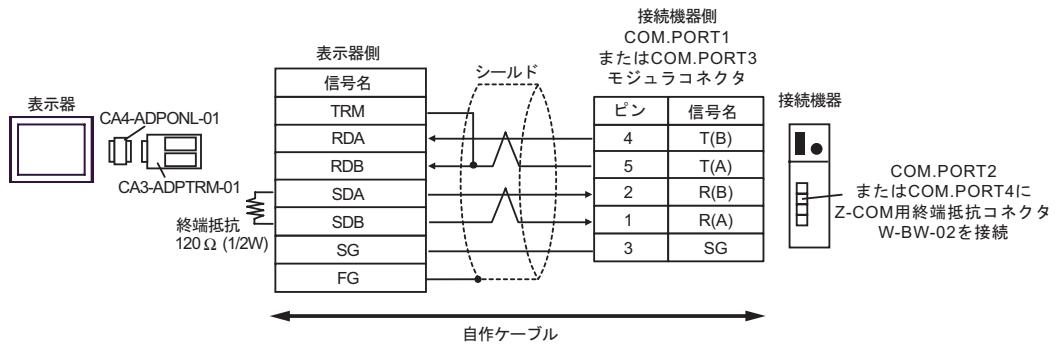 表示器
CA4-ADPONL-01
CA3-ADPTRM-01
表示器側
信号名
TRM
RDA
RDB
SDA
SDB
SG
FG
終端抵抗
120Ω (1/2W)
シールド
接続機器側
COM.PORT1
またはCOM.PORT3
モジュラコネクタ
ピン 信号名
4 T(B)
5 T(A)
2 R(B)
1 R(A)
3 SG
接続機器
COM.PORT2
またはCOM.PORT4に
Z-COM用終端抵抗コネクタ
W-BW-02を接続
自作ケーブル